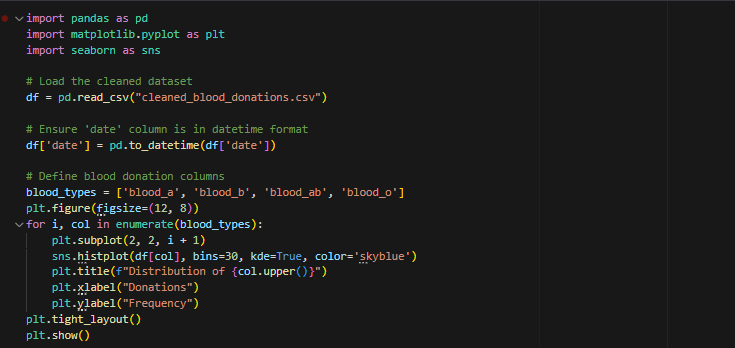 import pandas as pd
import matplotlib.pyplot as plt
import seaborn as sns
# Load the cleaned dataset
df = pd.read_csv("cleaned_blood_donations.csv")
# Ensure 'date' column is in datetime format
df['date'] = pd.to_datetime(df['date'])
# Define blood donation columns
blood_types = ['blood_a', 'blood_b', 'blood_ab', 'blood_o']
plt.figure(figsize=(12, 8))
for i, col in enumerate(blood_types):
    plt.subplot(2, 2, i + 1)
    sns.histplot(df[col], bins=30, kde=True, color='skyblue')
    plt.title(f"Distribution of {col.upper()}")
    plt.xlabel("Donations")
    plt.ylabel("Frequency")
plt.tight_layout()
plt.show()